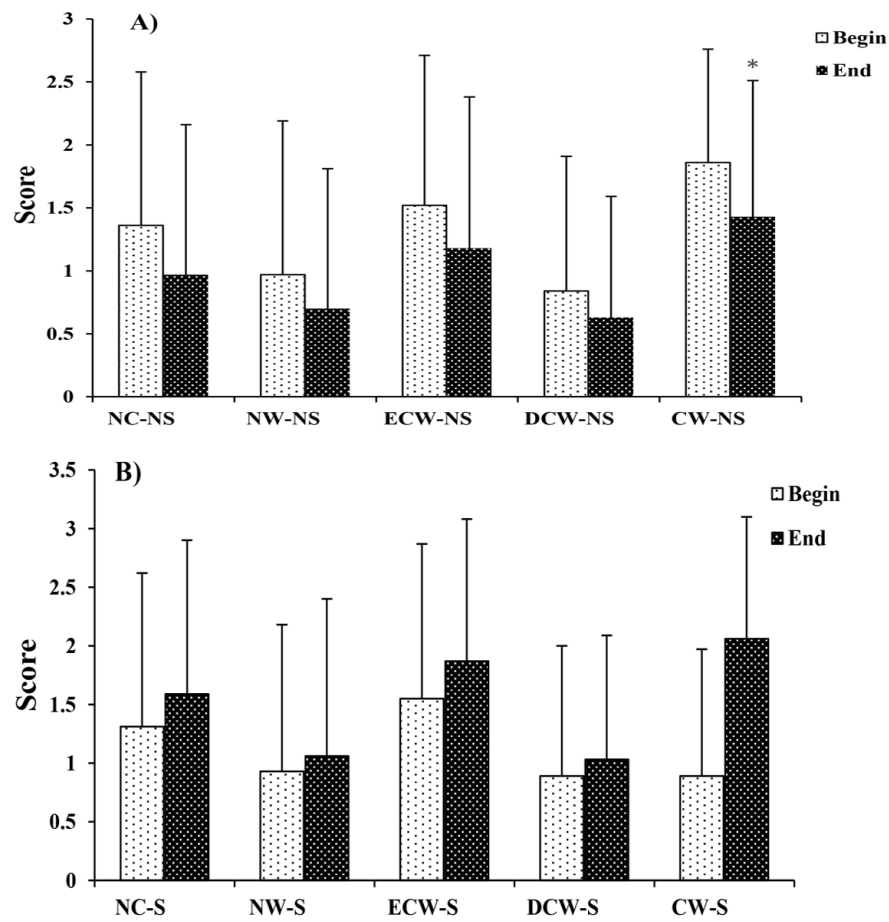 A)
3
2.5
2
1.5
1
0.5
0
Score
Begin
End
*
NC-NS NW-NS ECW-NS DCW-NS CW-NS
B)
3.5
3
2.5
2
1.5
1
0.5
0
Score
Begin
End
NC-S NW-S ECW-S DCW-S CW-S